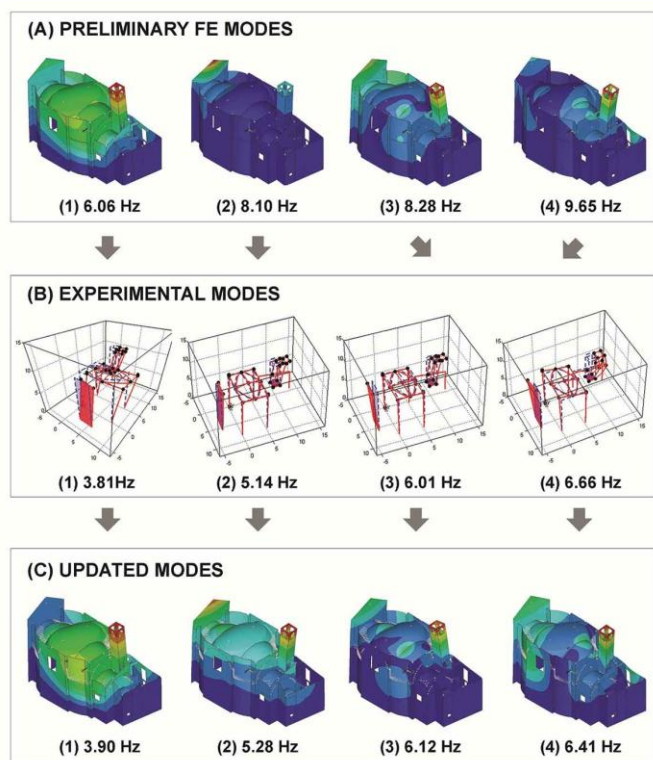 (A) PRELIMINARY FE MODES
(1) 6.06 Hz (2) 8.10 Hz (3) 8.28 Hz (4) 9.65 Hz
(B) EXPERIMENTAL MODES
(1) 3.81Hz (2) 5.14 Hz (3) 6.01 Hz (4) 6.66 Hz
(C) UPDATED MODES
(1) 3.90 Hz (2) 5.28 Hz (3) 6.12 Hz (4) 6.41 Hz